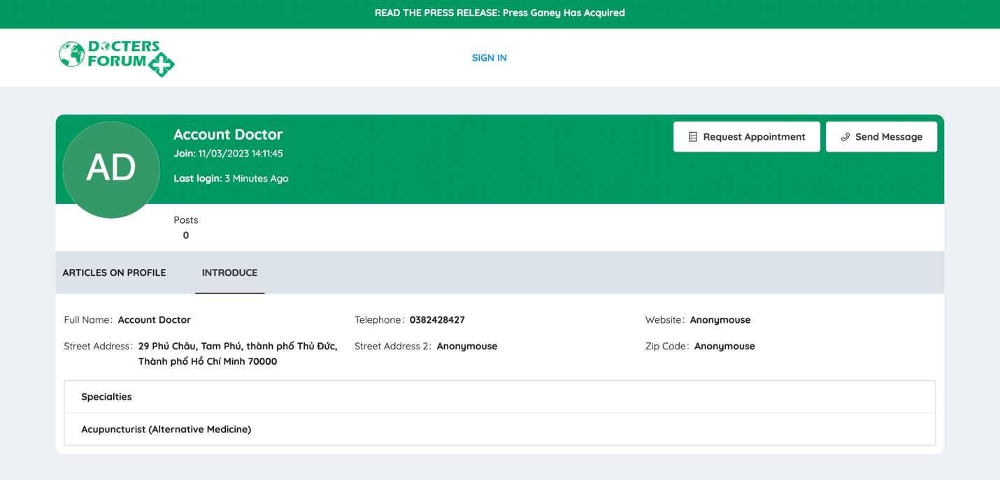 READ THE PRESS RELEASE: Press Ganey Has Acquired
DOCTERS
FORUM
SIGN IN
AD
Account Doctor
Join: 11/03/2023 14:11:45
Last login: 3 Minutes Ago
Request Appointment
Send Message
Posts
0
ARTICLES ON PROFILE
INTRODUCE
Full Name: Account Doctor
Telephone: 0382428427
Website: Anonymouse
Street Address: 29 Phú Châu, Tam Phú, thành phố Thủ Đức,
Thành phố Hồ Chí Minh 70000
Street Address 2: Anonymouse
Zip Code: Anonymouse
Specialties
Acupuncturist (Alternative Medicine)